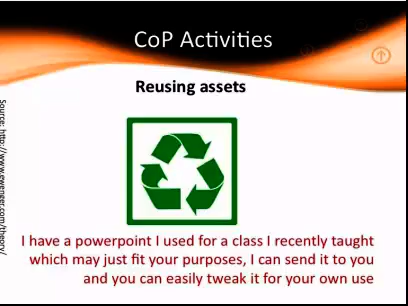 CoP Activities
Reusing assets
Source: http://www.ewenger.com/theory/
I have a powerpoint I used for a class I recently taught
which may just fit your purposes, I can send it to you
and you can easily tweak it for your own use